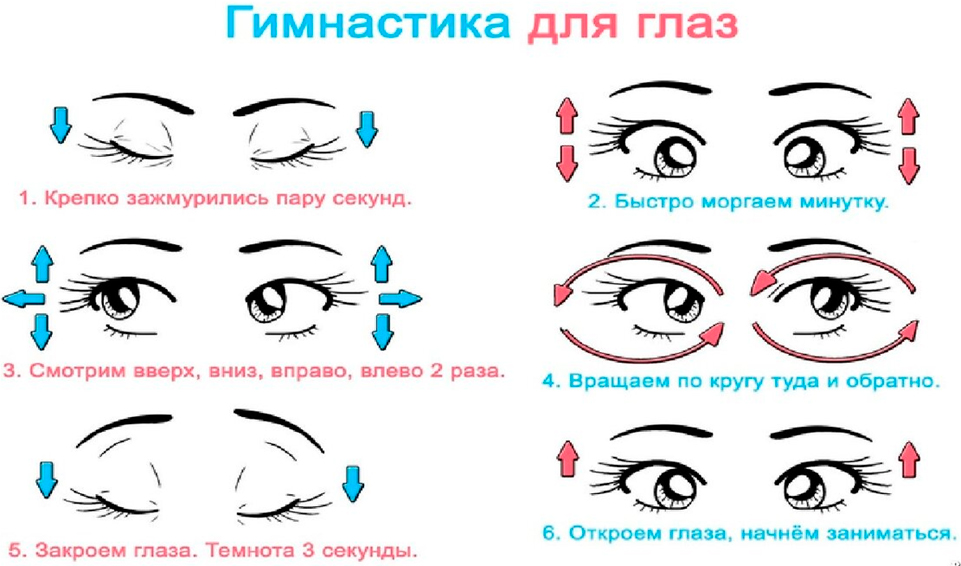 Гимнастика для глаз
1. Крепко зажмурились пару секунд.
2. Быстро моргаем минутку.
3. Смотрим вверх, вниз, вправо, влево 2 раза.
4. Вращаем по кругу туда и обратно.
5. Закроем глаза. Темнота 3 секунды.
6. Откроем глаза, начнём заниматься.